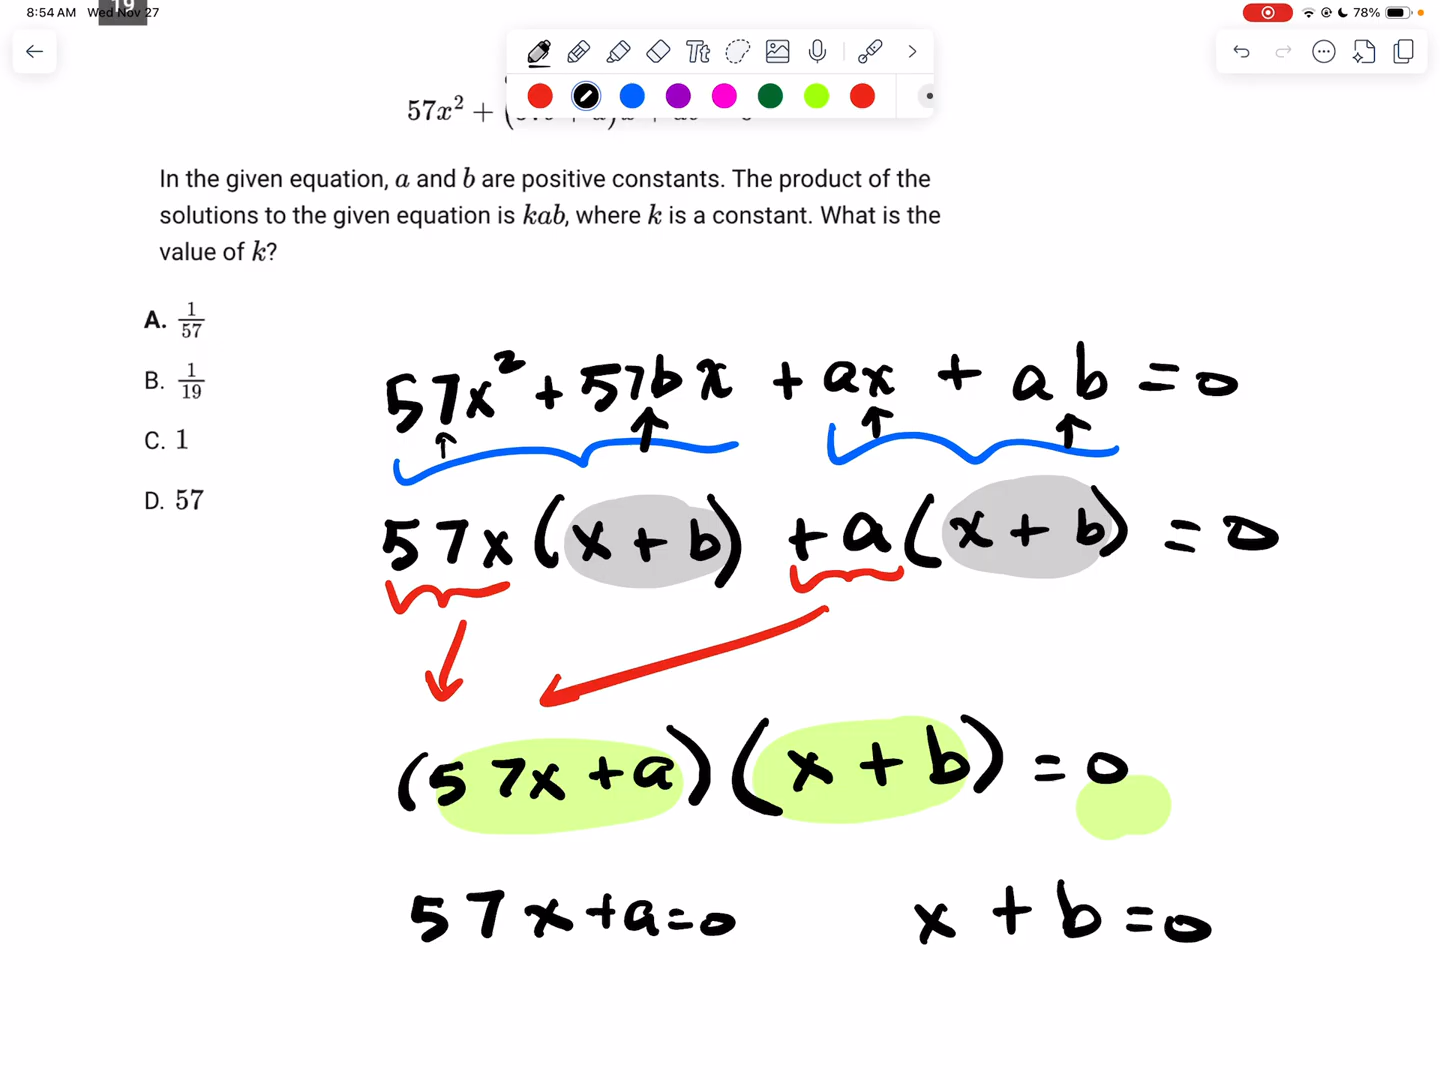 8:54 AM Wed Nov 27
78%
Tt
57x² + (
In the given equation, a and b are positive constants. The product of the
solutions to the given equation is kab, where k is a constant. What is the
value of k?
A. 1/57
B. 1/19
C. 1
D. 57
57x² + 57bx + ax + ab = 0
57x(x + b) + a(x + b) = 0
(57x + a)(x + b) = 0
57x + a = 0 x + b = 0